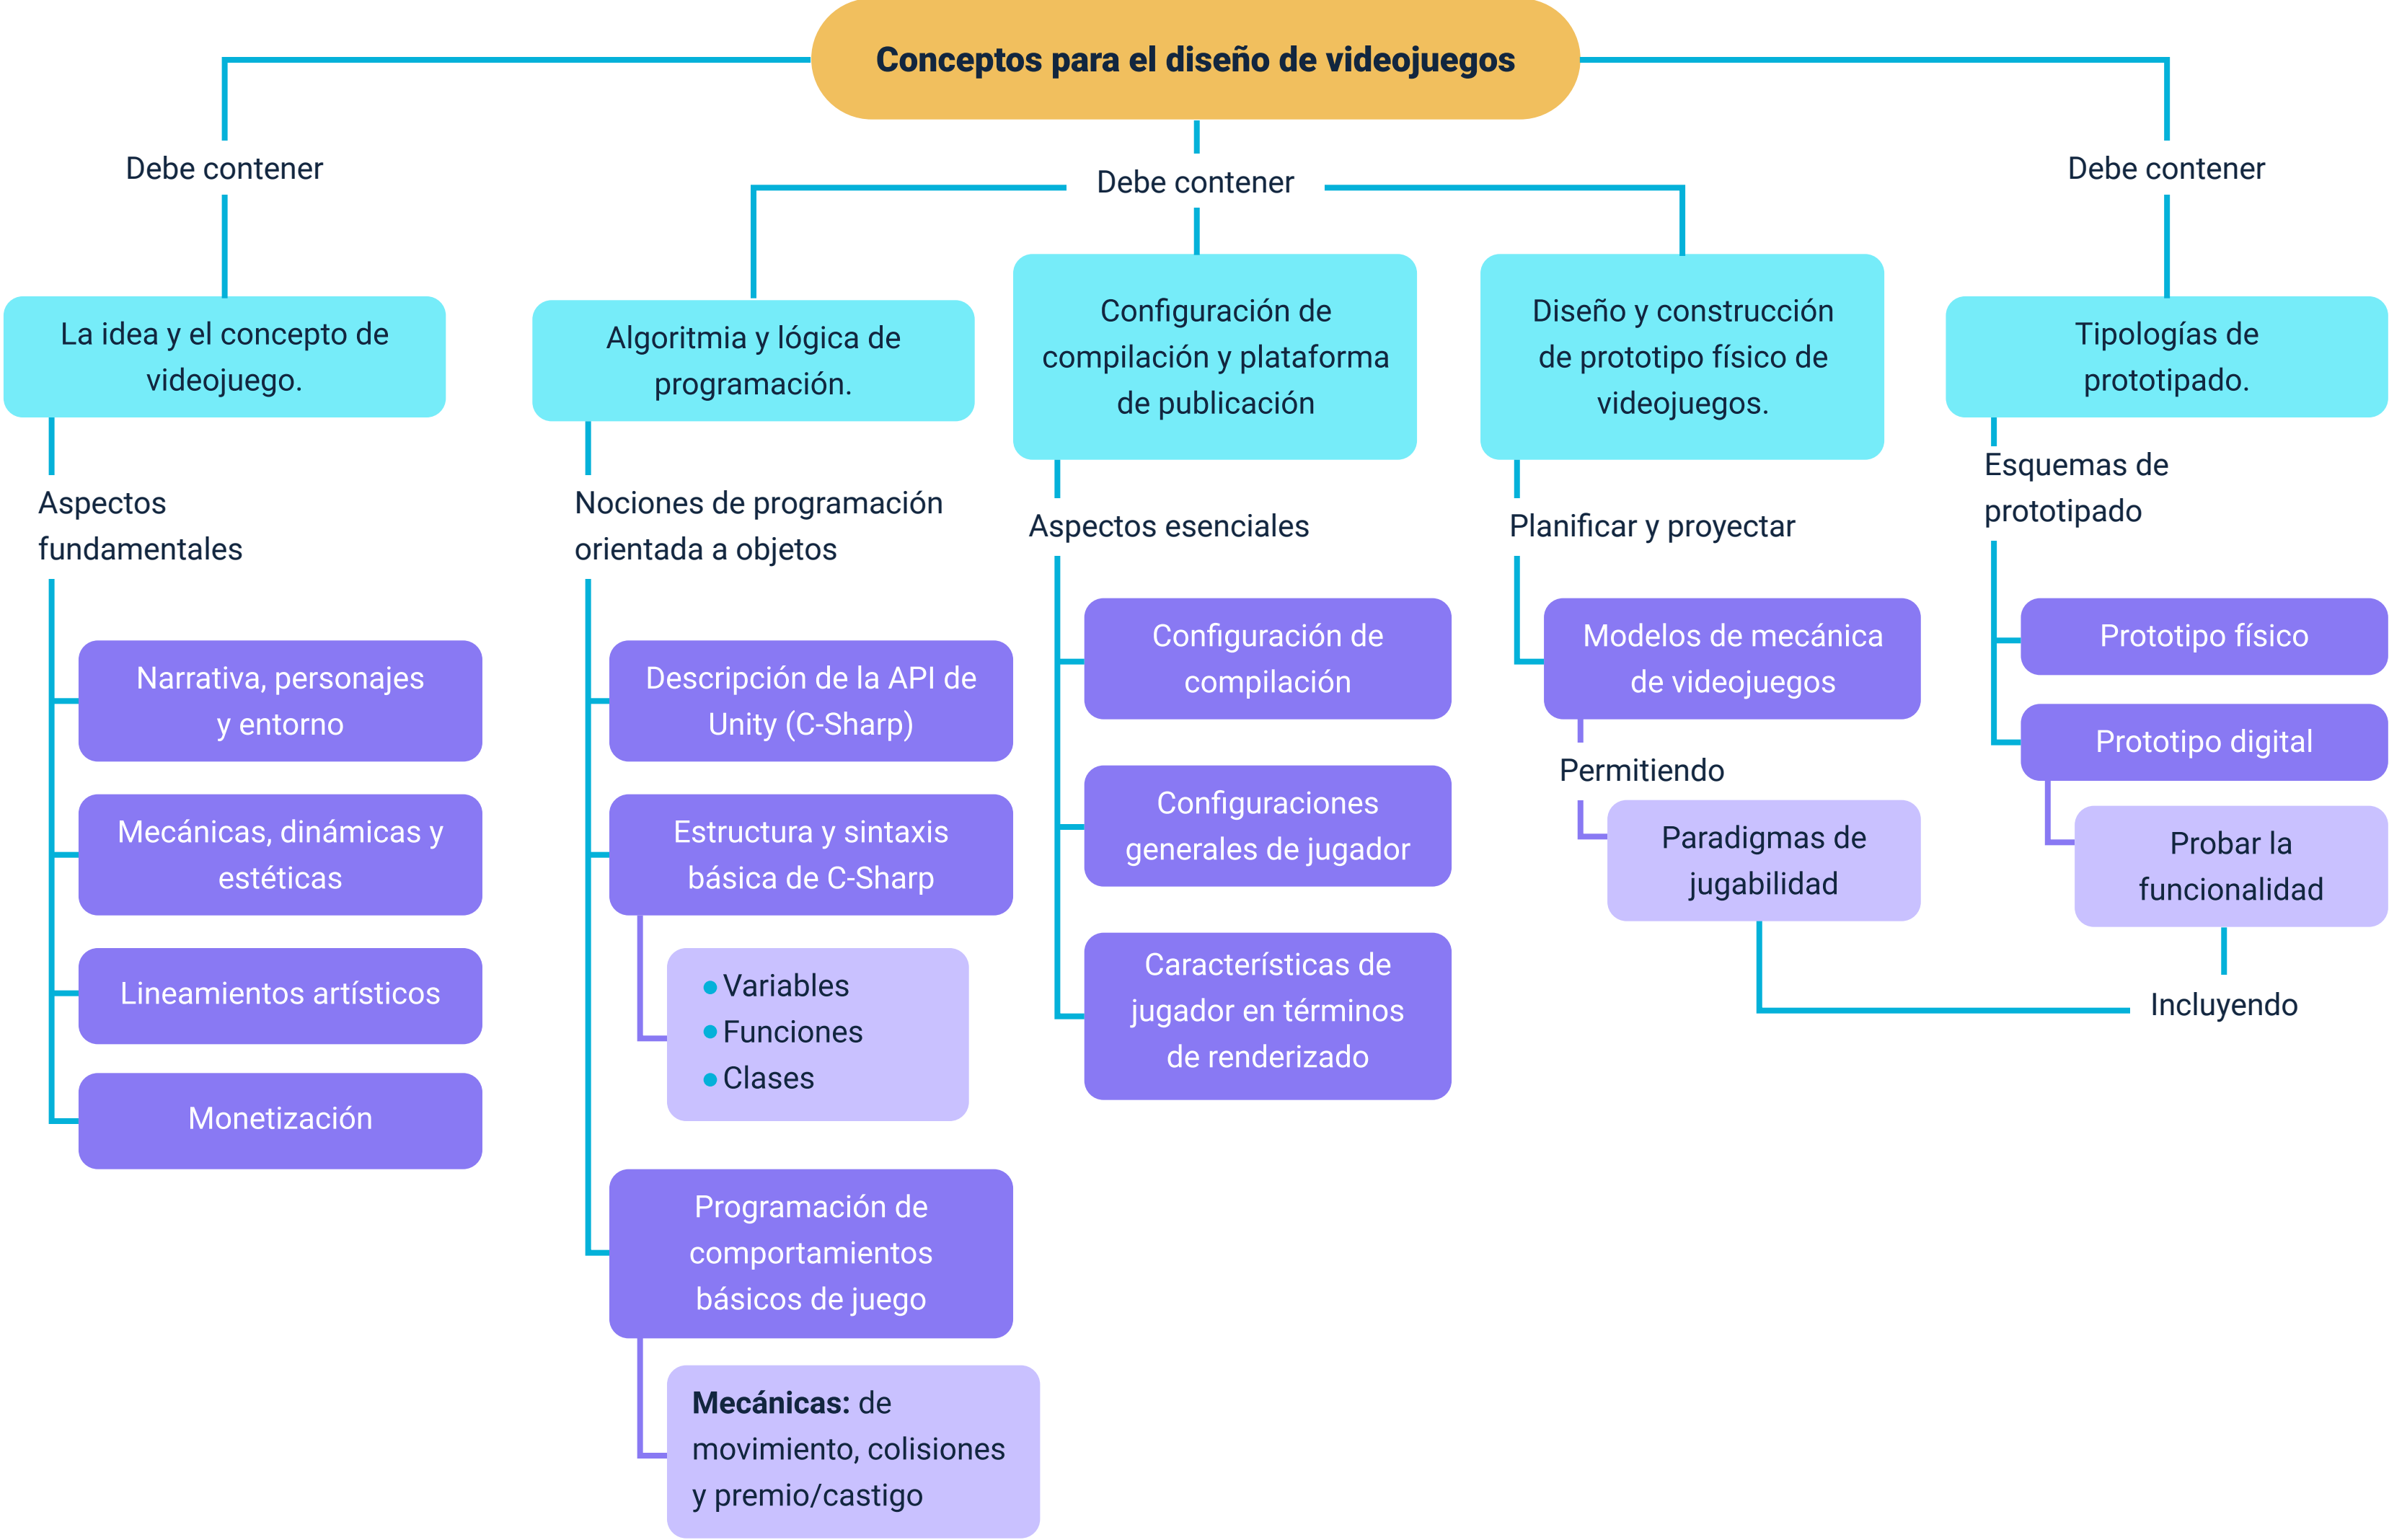 Conceptos para el diseño de videojuegos
Debe contener
La idea y el concepto de
videojuego.
Aspectos
fundamentales
Narrativa, personajes
y entorno
Mecánicas, dinámicas y
estéticas
Lineamientos artísticos
Monetización
Debe contener
Algoritmia y lógica de
programación.
Nociones de programación
orientada a objetos
Descripción de la API de
Unity (C-Sharp)
Estructura y sintaxis
básica de C-Sharp
Variables
Funciones
Clases
Programación de
comportamientos
básicos de juego
Mecánicas: de
movimiento, colisiones
y premio/castigo
Configuración de
compilación y plataforma
de publicación
Aspectos esenciales
Configuración de
compilación
Configuraciones
generales de jugador
Características de
jugador en términos
de renderizado
Diseño y construcción
de prototipo físico de
videojuegos.
Planificar y proyectar
Modelos de mecánica
de videojuegos
Permitiendo
Paradigmas de
jugabilidad
Debe contener
Tipologías de
prototipado.
Esquemas de
prototipado
Prototipo físico
Prototipo digital
Probar la
funcionalidad
Incluyendo